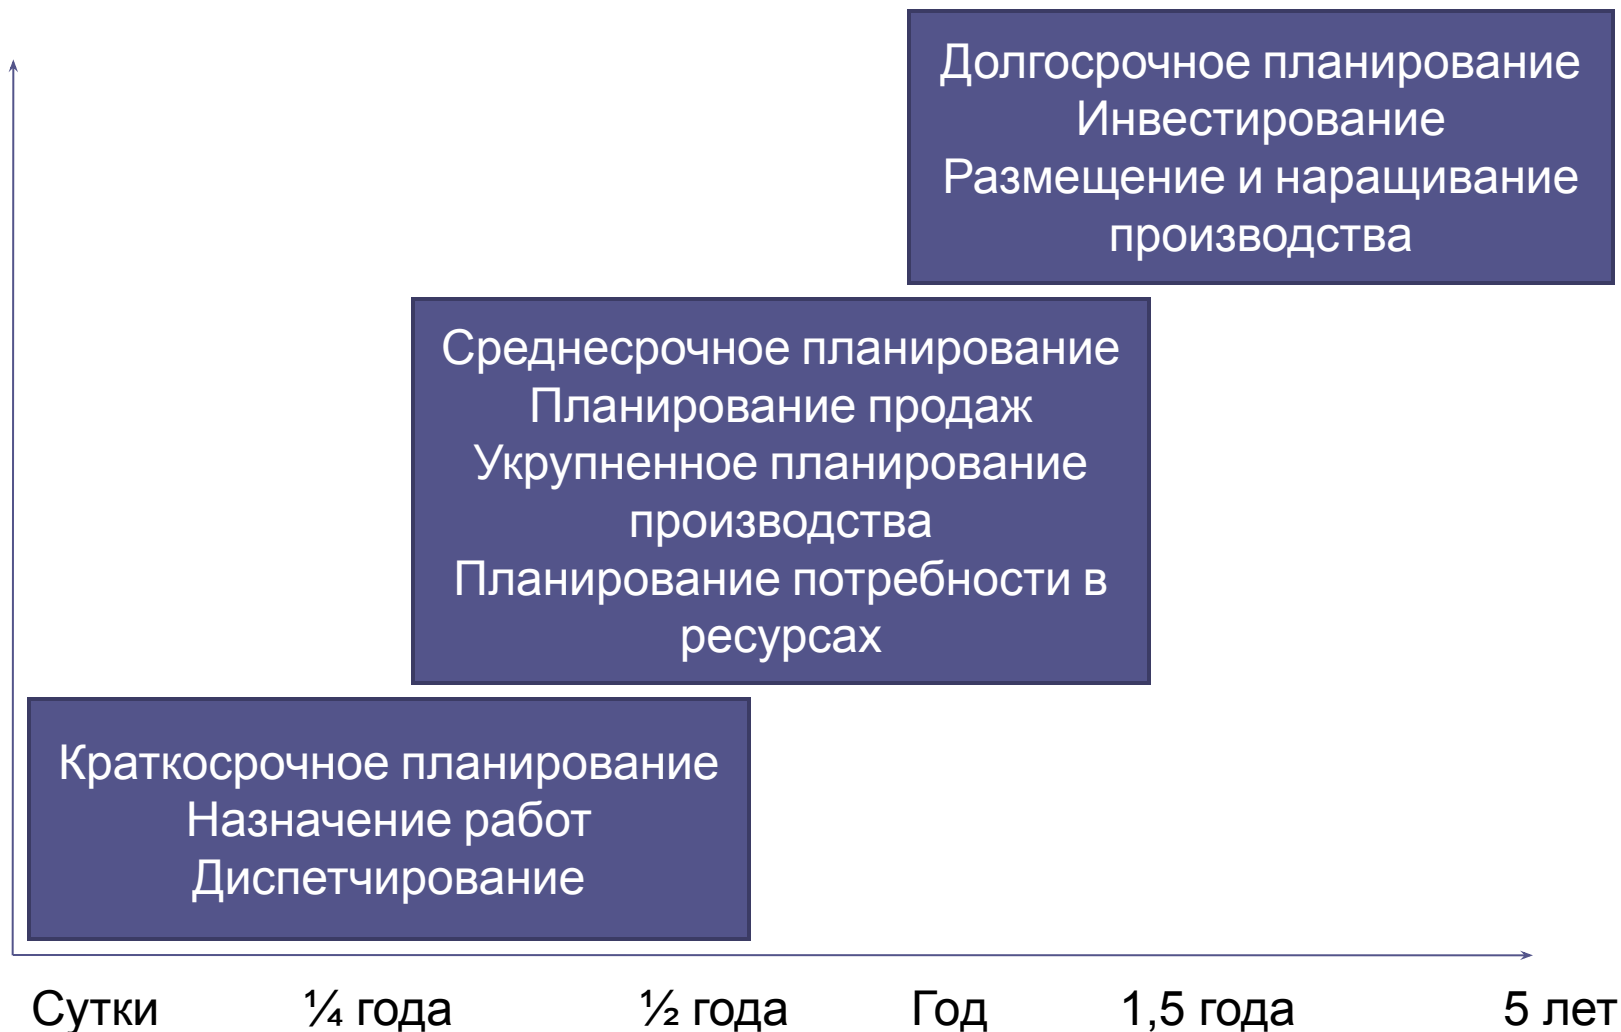 Долгосрочное планирование
Инвестирование
Размещение и наращивание
производства
Среднесрочное планирование
Планирование продаж
Укрупненное планирование
производства
Планирование потребности в
ресурсах
Краткосрочное планирование
Назначение работ
Диспетчирование
Сутки ¼ года ½ года Год 1,5 года 5 лет